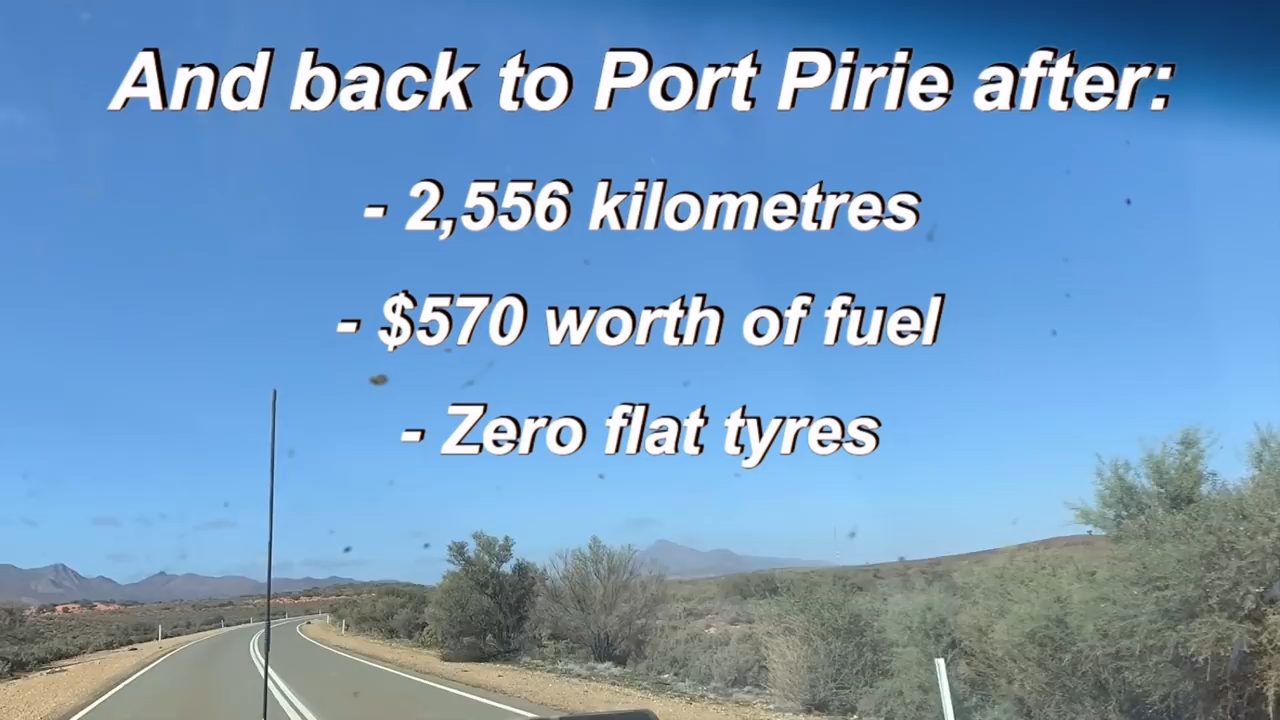 And back to Port Pirie after:
- 2,556 kilometres
- $570 worth of fuel
- Zero flat tyres